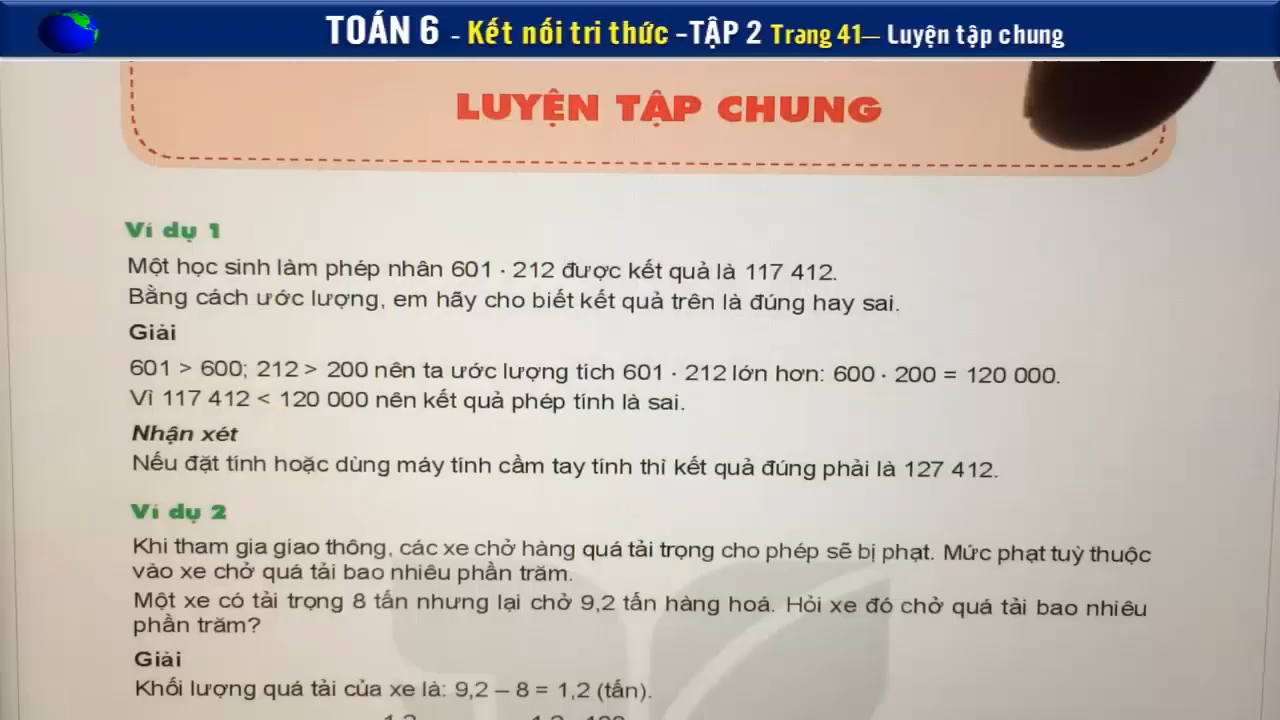 TOÁN 6 - Kết nối tri thức -TẬP 2 Trang 41– Luyện tập chung
LUYỆN TẬP CHUNG
Ví dụ 1
Một học sinh làm phép nhân 601 · 212 được kết quả là 117 412.
Bằng cách ước lượng, em hãy cho biết kết quả trên là đúng hay sai.
Giải
601 > 600; 212 > 200 nên ta ước lượng tích 601 · 212 lớn hơn: 600 · 200 = 120 000.
Vì 117 412 < 120 000 nên kết quả phép tính là sai.
Nhận xét
Nếu đặt tính hoặc dùng máy tính cầm tay tính thì kết quả đúng phải là 127 412.
Ví dụ 2
Khi tham gia giao thông, các xe chở hàng quá tải trọng cho phép sẽ bị phạt. Mức phạt tuỳ thuộc
vào xe chở quá tải bao nhiêu phần trăm.
Một xe có tải trọng 8 tấn nhưng lại chở 9,2 tấn hàng hoá. Hỏi xe đó chở quá tải bao nhiêu
phần trăm?
Giải
Khối lượng quá tải của xe là: 9,2 – 8 = 1,2 (tấn).